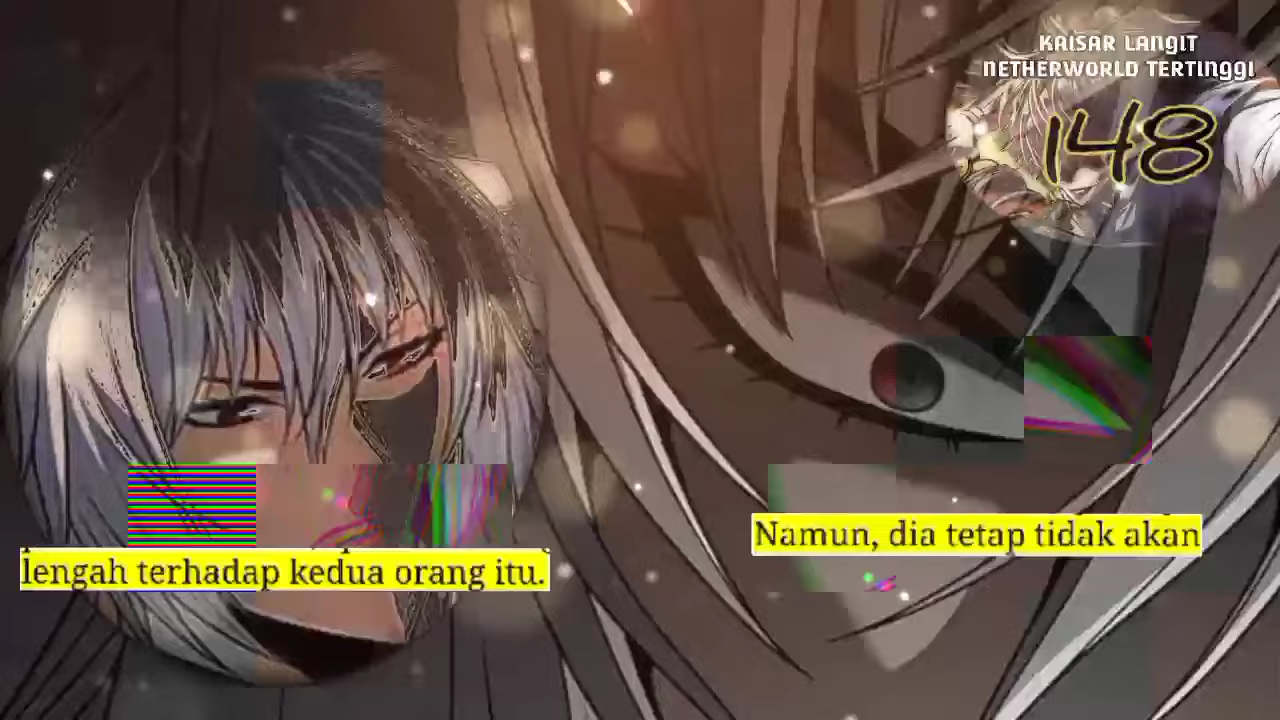 KAISAR LANGIT
NETHERWORLD TERTINGGI
148
Namun, dia tetap tidak akan
lengah terhadap kedua orang itu.